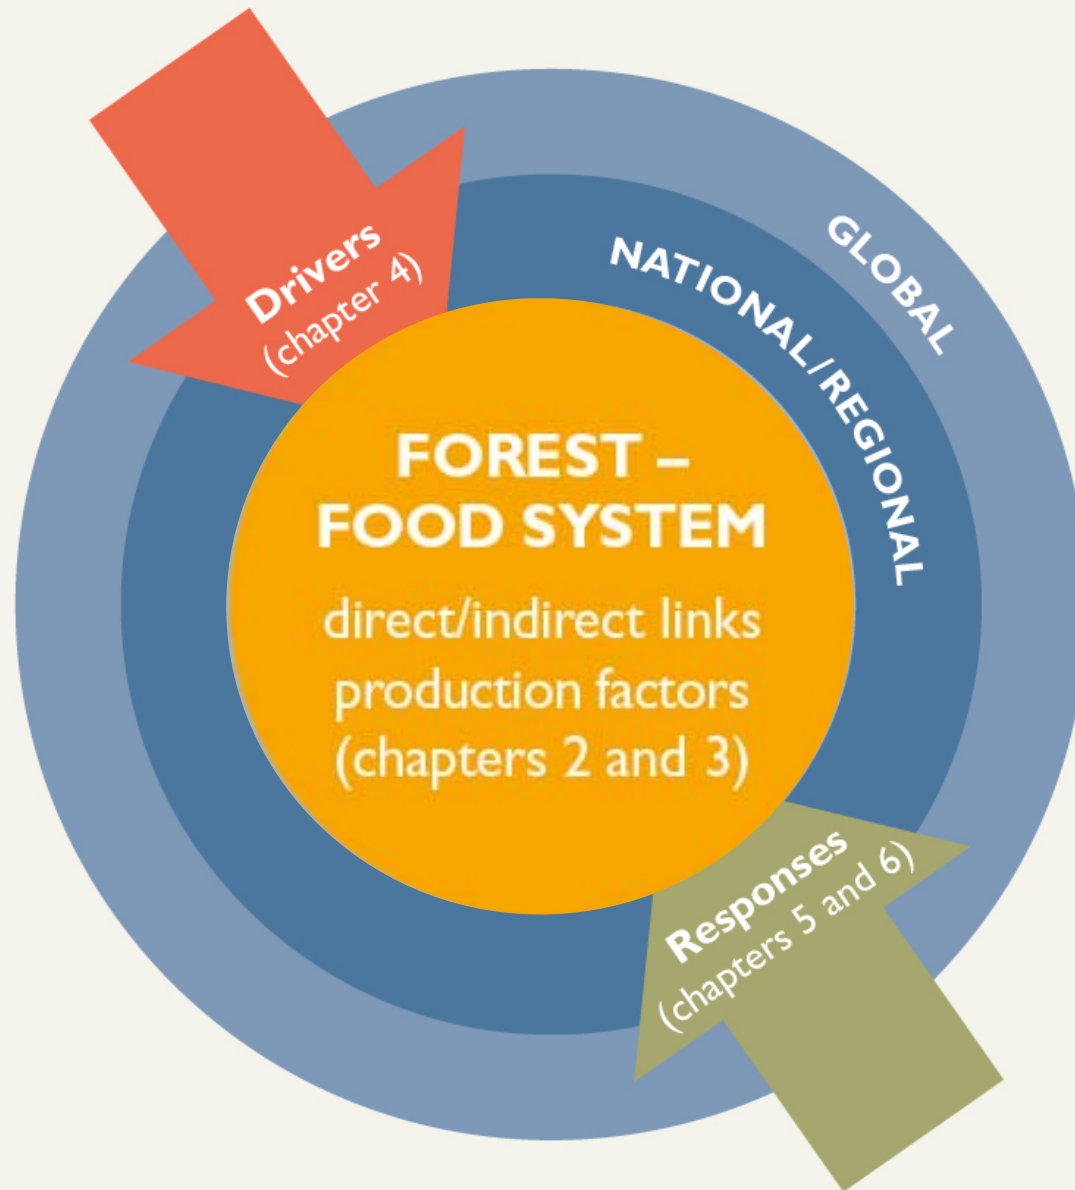 Drivers
(chapter 4)
GLOBAL
NATIONAL/REGIONAL
FOREST –
FOOD SYSTEM
direct/indirect links
production factors
(chapters 2 and 3)
Responses
(chapters 5 and 6)